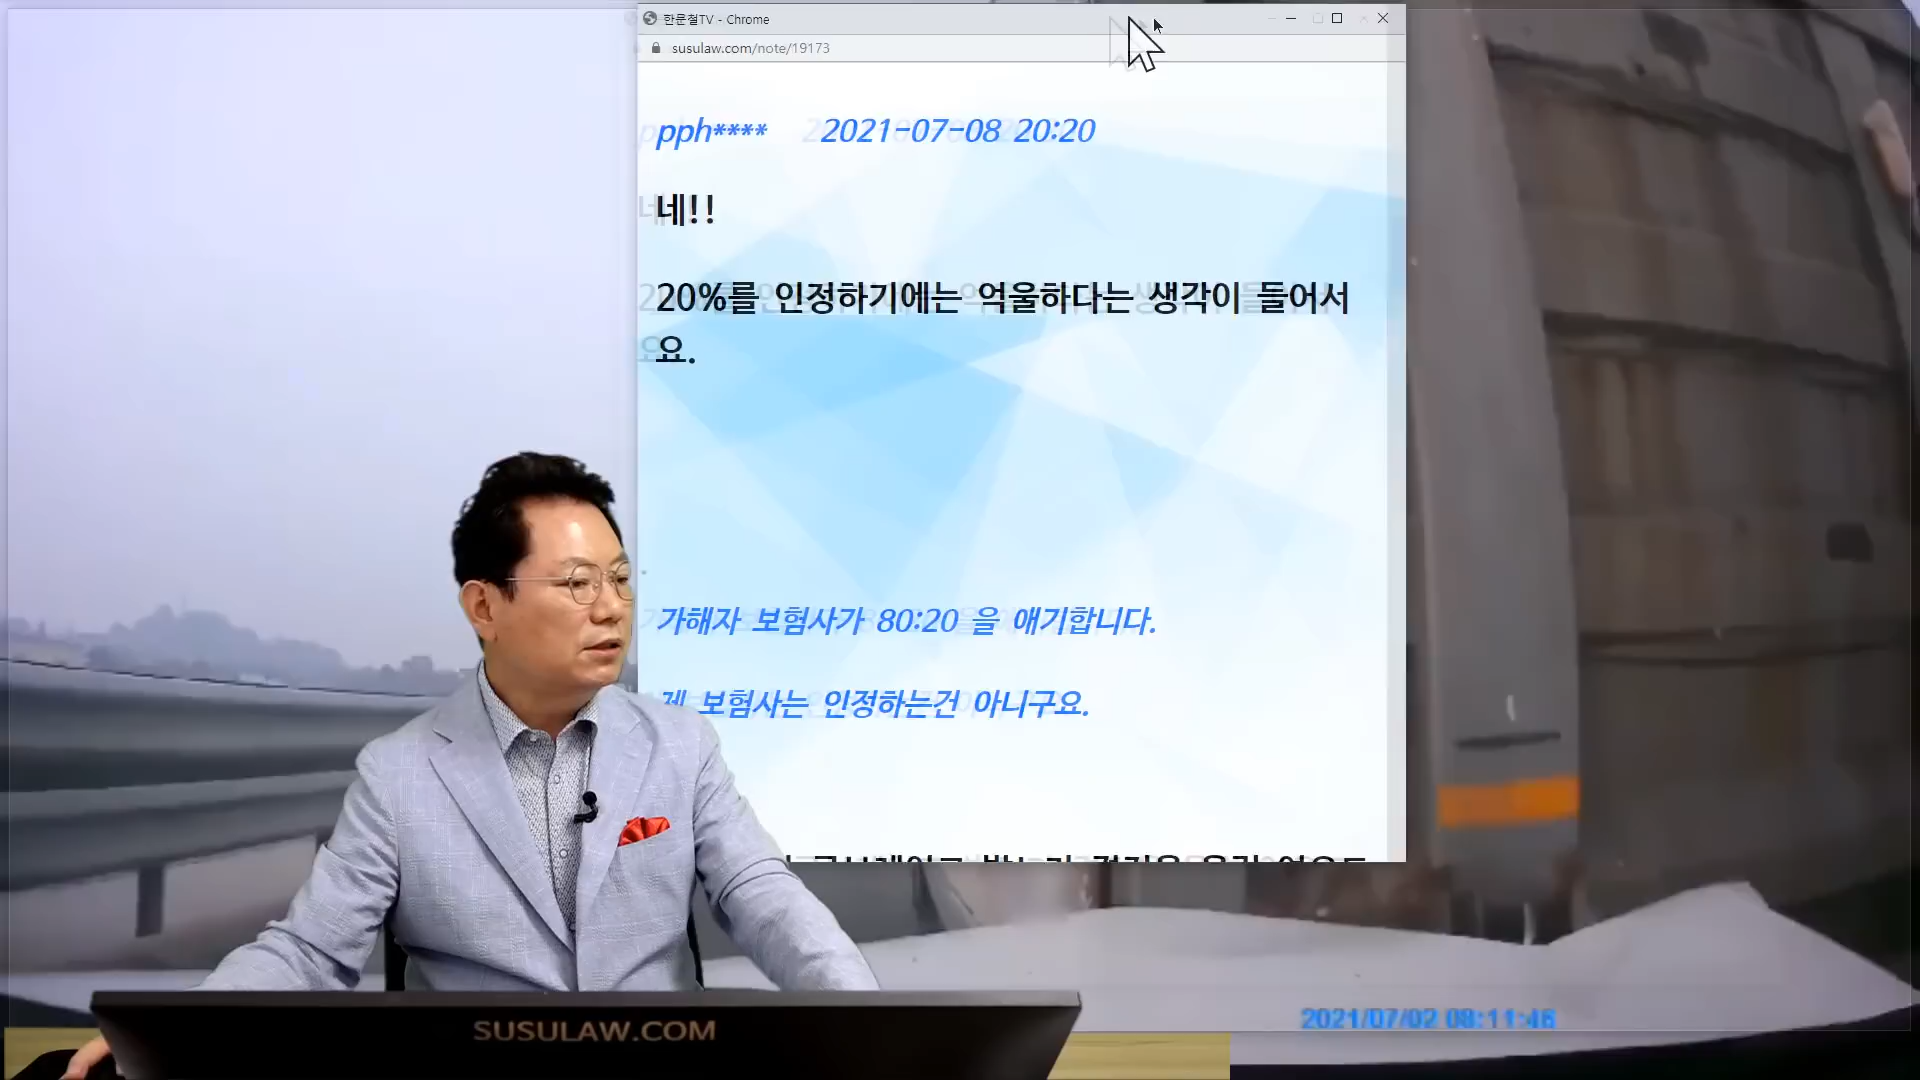 한문철TV - Chrome
susulaw.com/note/19173
pph**** 2021-07-08 20:20
네!!
20%를 인정하기에는 억울하다는 생각이 들어서
요.
가해자 보험사가 80:20 을 얘기합니다.
제 보험사는 인정하는건 아니구요.
SUSULAW.COM
2021/07/02 08:11:46